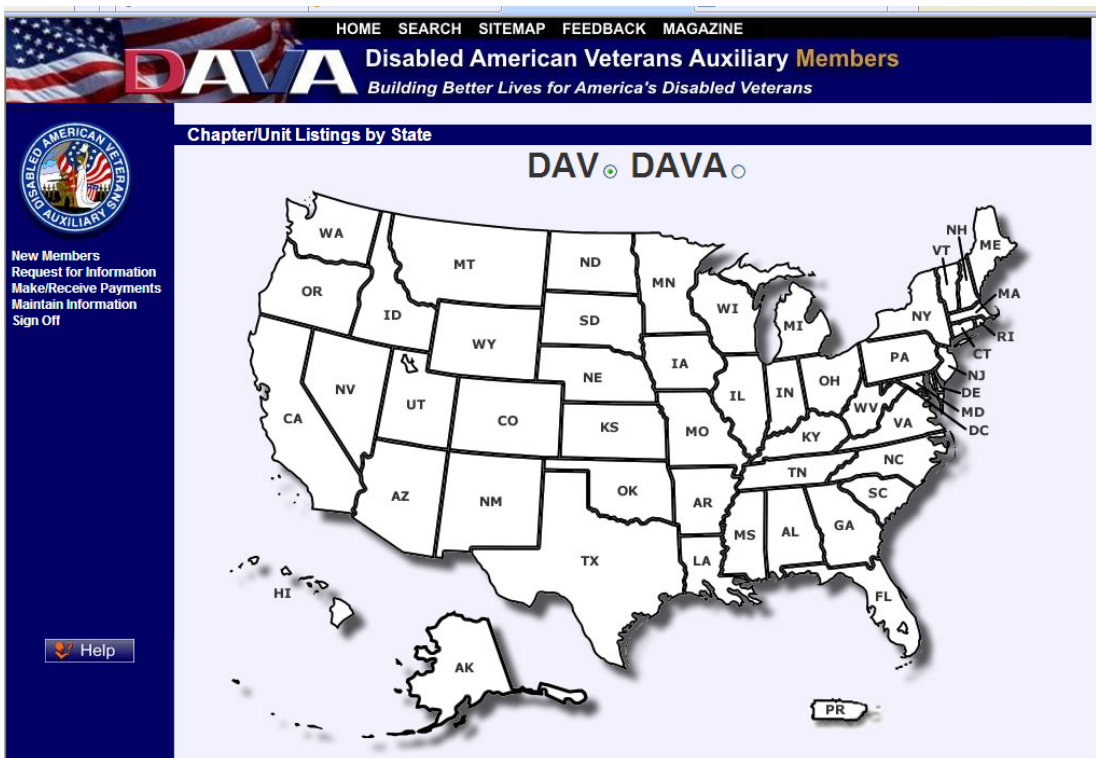 HOME SEARCH SITEMAP FEEDBACK MAGAZINE
DAVA
Disabled American Veterans Auxiliary Members
Building Better Lives for America's Disabled Veterans
DISABLED AMERICAN VETERANS
AUXILIARY
New Members
Request for Information
Make/Receive Payments
Maintain Information
Sign Off
Help
Chapter/Unit Listings by State
DAV DAVA
WA
MT
ND
MN
NH
VT
ME
OR
ID
SD
WI
MI
NY
MA
WY
RI
CT
IA
PA
NJ
NV
UT
NE
IL
IN
OH
DE
MD
DC
CA
CO
KS
MO
WV
VA
KY
NC
TN
AZ
NM
OK
AR
SC
MS
AL
GA
TX
LA
HI
FL
AK
PR